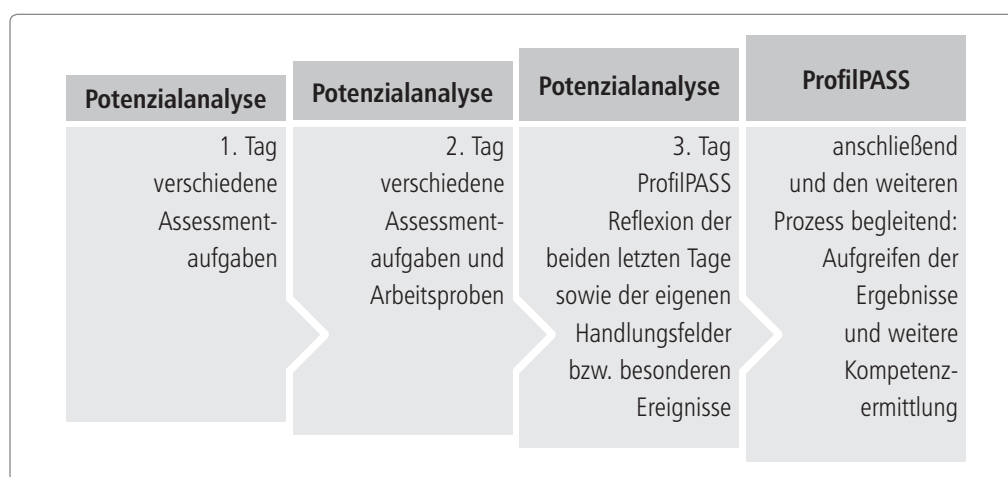 Potenzialanalyse
1. Tag
verschiedene
Assessment-
aufgaben
Potenzialanalyse
2. Tag
verschiedene
Assessment-
aufgaben und
Arbeitsproben
Potenzialanalyse
3. Tag
ProfilPASS
Reflexion der
beiden letzten Tage
sowie der eigenen
Handlungsfelder
bzw. besonderen
Ereignisse
ProfilPASS
anschließend
und den weiteren
Prozess begleitend:
Aufgreifen der
Ergebnisse
und weitere
Kompetenz-
ermittlung